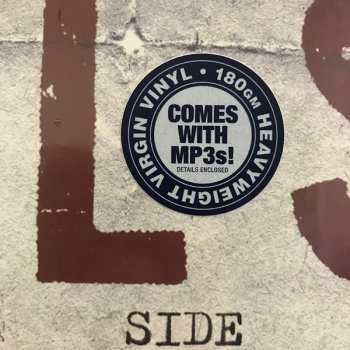 LS
180GM HEAVYWEIGHT VIRGIN VINYL •
COMES
WITH
MP3s!
DETAILS ENCLOSED
SIDE